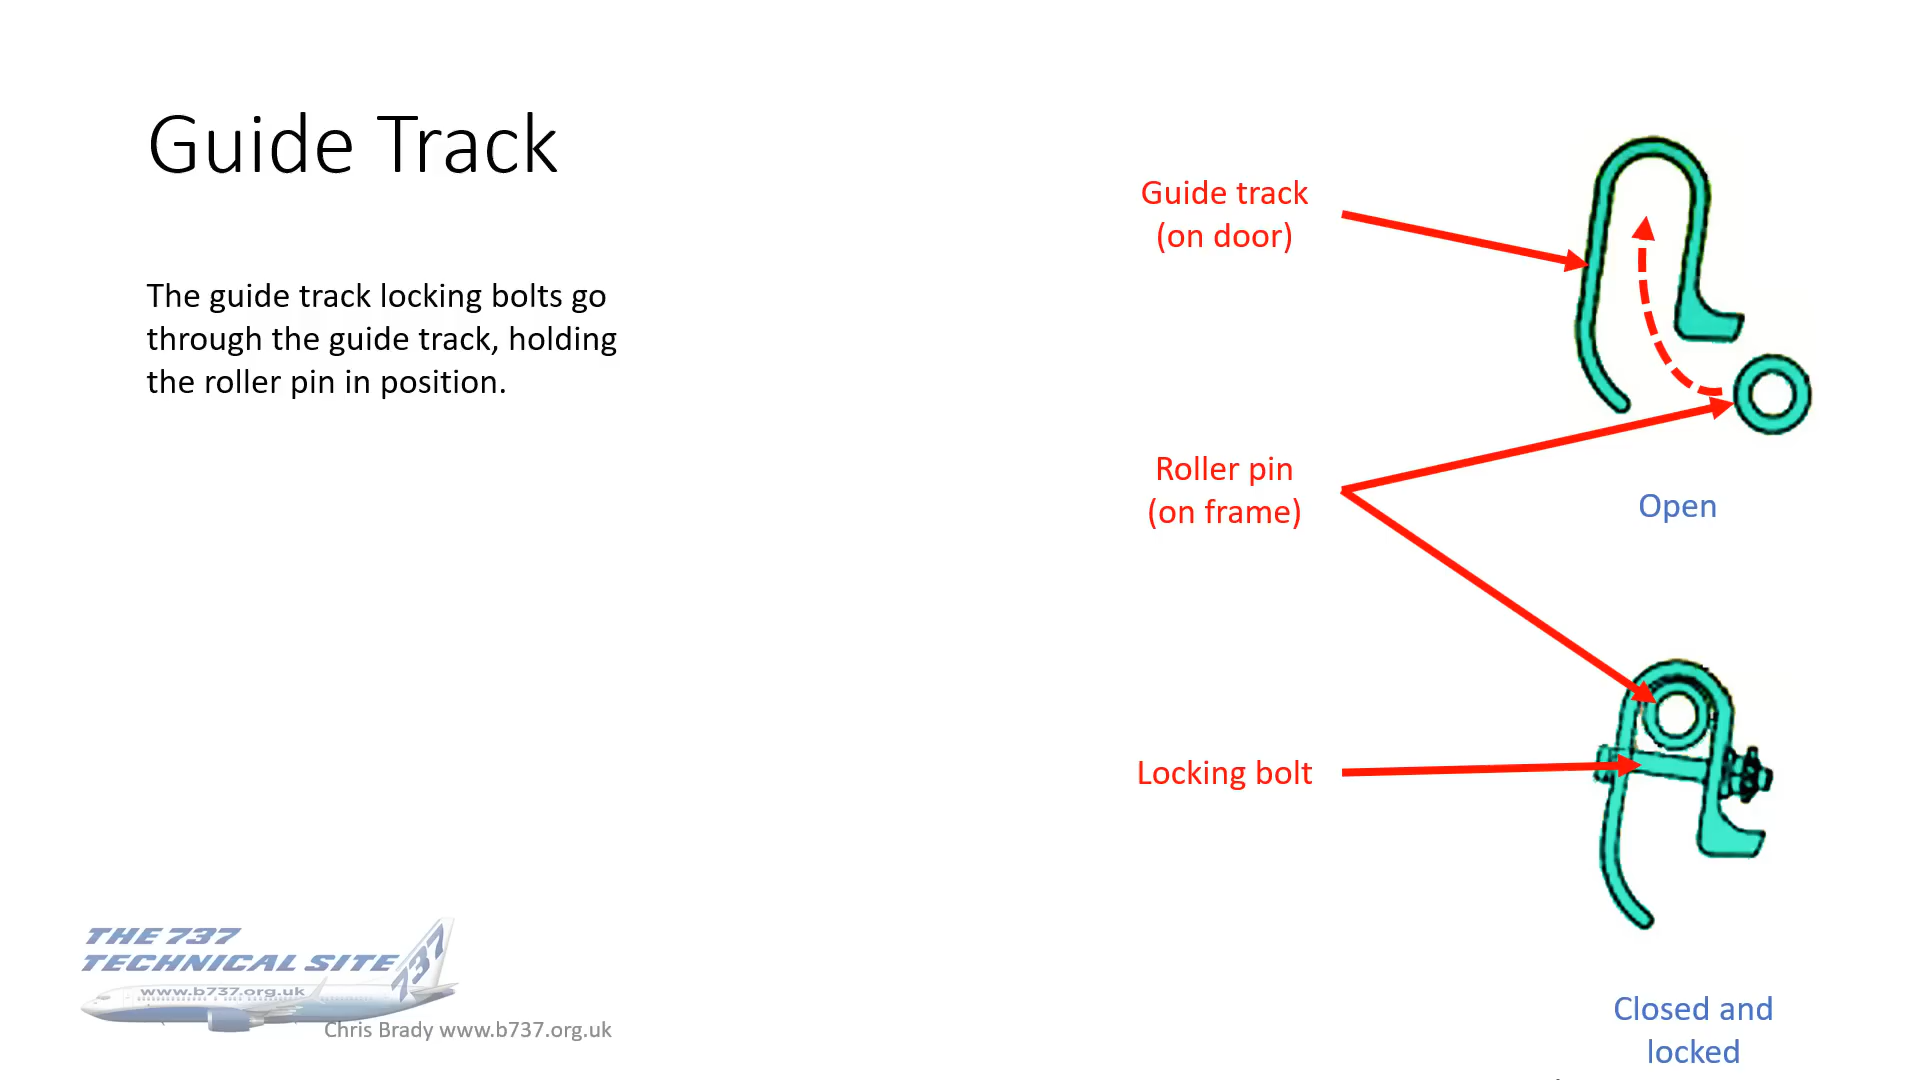 Guide Track
The guide track locking bolts go
through the guide track, holding
the roller pin in position.
Guide track
(on door)
Roller pin
(on frame)
Open
Locking bolt
Closed and
locked
THE 737
TECHNICAL SITE
737
www.b737.org.uk
Chris Brady www.b737.org.uk